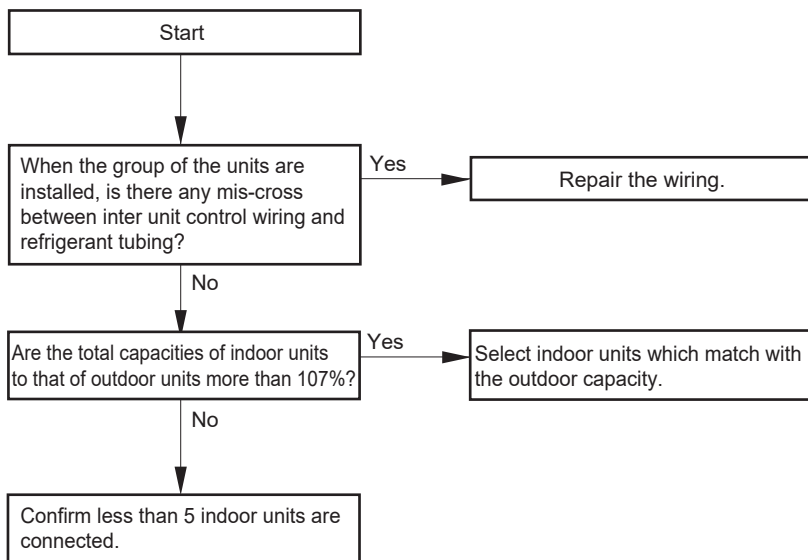 Start
When the group of the units are
installed, is there any mis-cross
between inter unit control wiring and
refrigerant tubing?
Yes
Repair the wiring.
No
Are the total capacities of indoor units
to that of outdoor units more than 107%?
Yes
Select indoor units which match with
the outdoor capacity.
No
Confirm less than 5 indoor units are
connected.